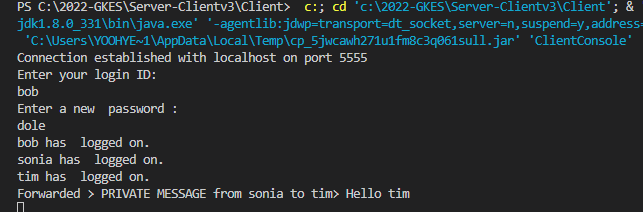 PS C:\2022-GKES\Server-Clientv3\Client>  c:; cd 'c:\2022-GKES\Server-Clientv3\Client'; &
jdk1.8.0_331\bin\java.exe' '-agentlib:jdwp=transport=dt_socket,server=n,suspend=y,address=
'C:\Users\YOOHYE~1\AppData\Local\Temp\cp_5jwcawh271u1fm8c3q061sull.jar' 'ClientConsole'
Connection established with localhost on port 5555
Enter your login ID:
bob
Enter a new  password :
dole
bob has  logged on.
sonia has  logged on.
tim has  logged on.
Forwarded > PRIVATE MESSAGE from sonia to tim> Hello tim